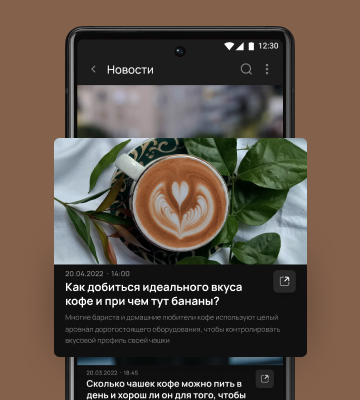 12:30
Новости
20.04.2022 · 14:00
Как добиться идеального вкуса
кофе и при чем тут бананы?
Многие бариста и домашние любители кофе используют целый
арсенал дорогостоящего оборудования, чтобы контролировать
вкусовой профиль своей чашки
20.03.2022 · 18:45
Сколько чашек кофе можно пить в
день и хорош ли он для того, чтобы